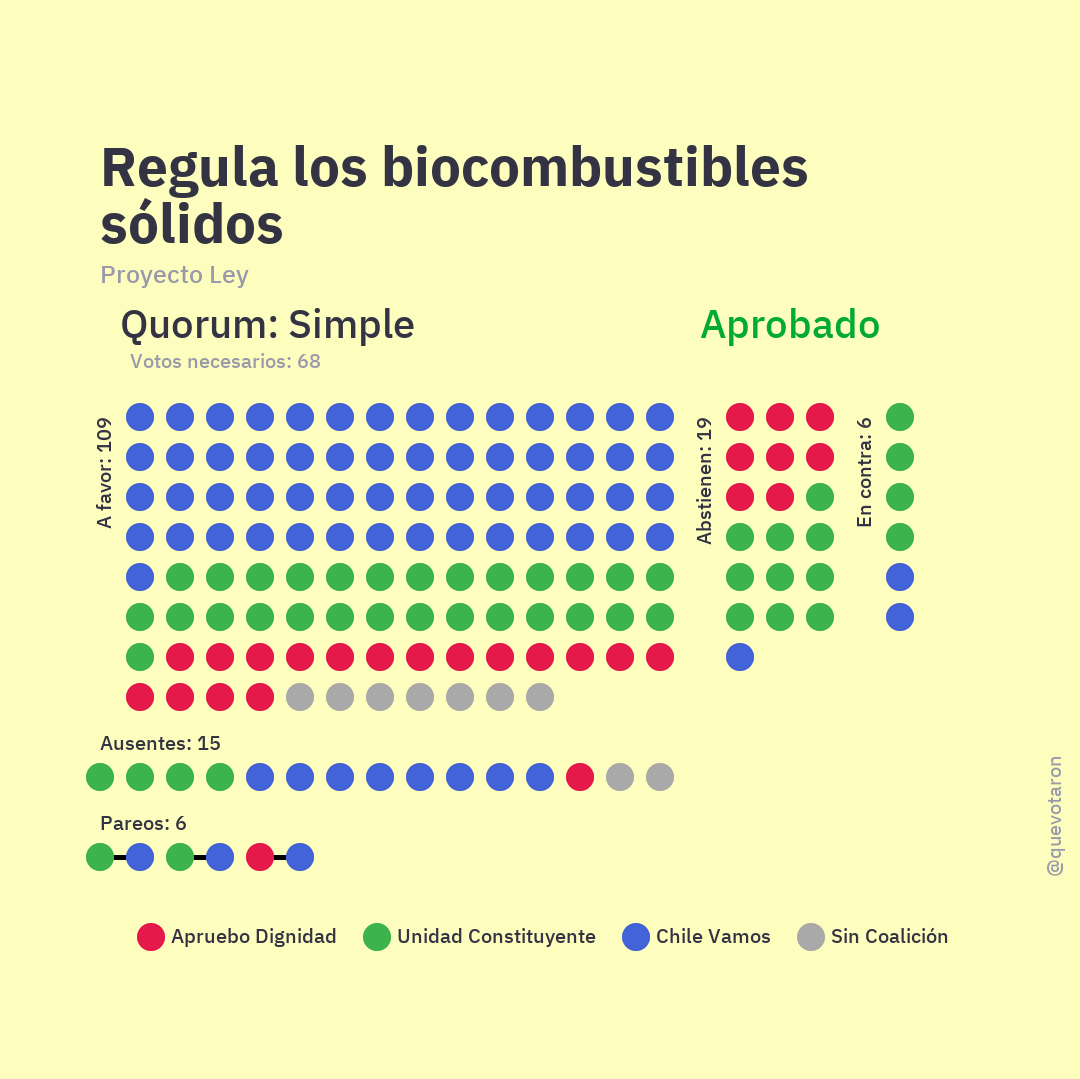 Regula los biocombustibles
sólidos
Proyecto Ley
Quorum: Simple
Aprobado
Votos necesarios: 68
A favor: 109
Abstienen: 19
En contra: 6
Ausentes: 15
Pareos: 6
@quevotaron
Apruebo Dignidad
Unidad Constituyente
Chile Vamos
Sin Coalición